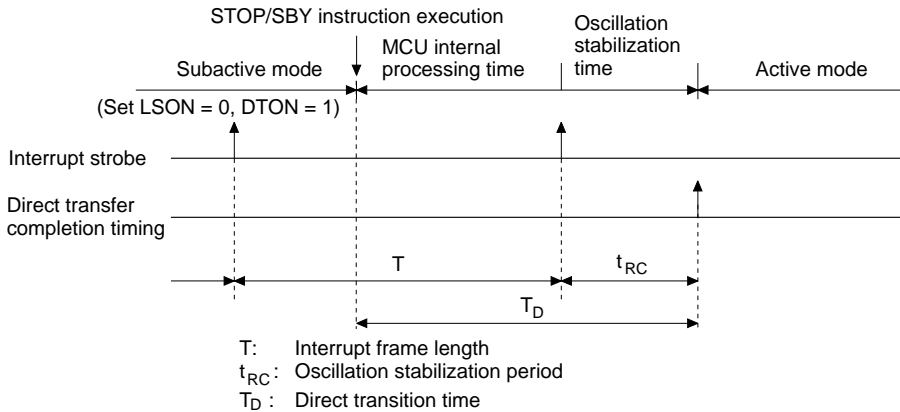 STOP/SBY instruction execution
Oscillation
stabilization
time
MCU internal
processing time
Subactive mode
Active mode
(Set LSON = 0, DTON = 1)
Interrupt strobe
Direct transfer
completion timing
T
tRC
TD
T: Interrupt frame length
tRC : Oscillation stabilization period
TD : Direct transition time